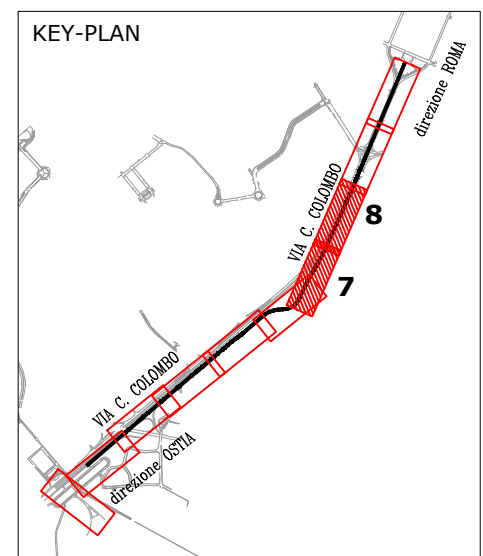 KEY-PLAN
direzione ROMA
VIA C. COLOMBO
8
7
VIA C. COLOMBO
direzione OSTIA